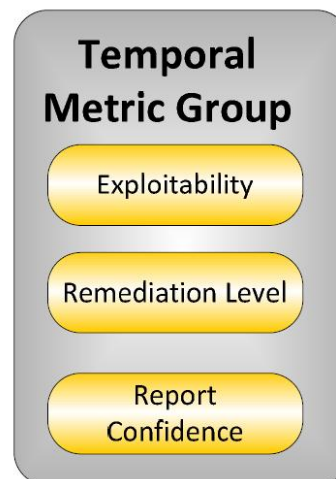 Temporal
Metric Group
Exploitability
Remediation Level
Report
Confidence